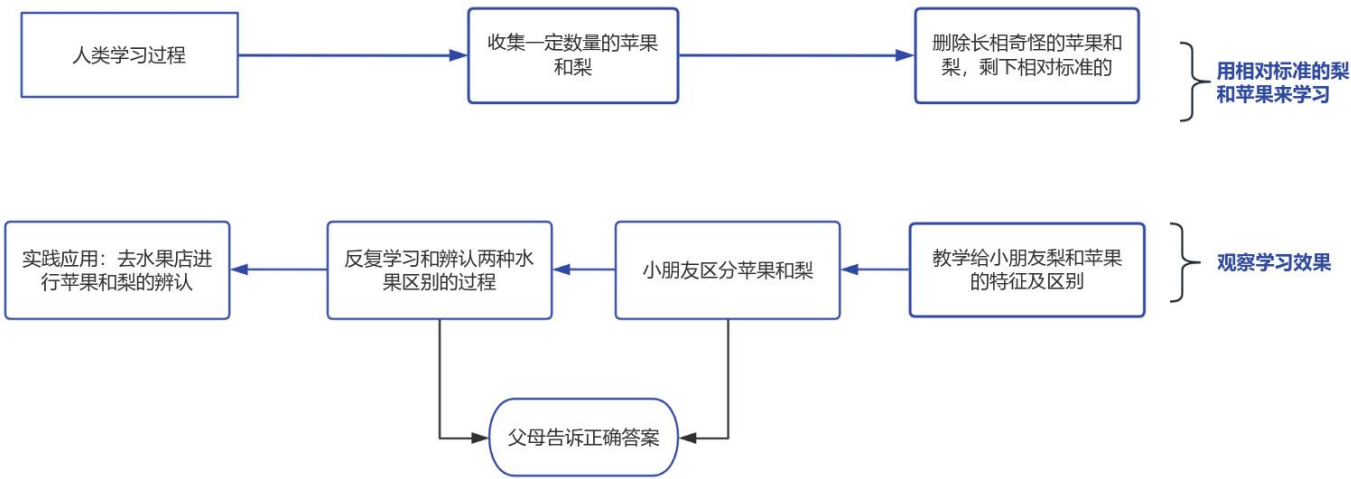 人类学习过程
收集一定数量的苹果
和梨
删除长相奇怪的苹果和
梨，剩下相对标准的
用相对标准的梨
和苹果来学习
实践应用：去水果店进
行苹果和梨的辨认
反复学习和辨认两种水
果区别的过程
小朋友区分苹果和梨
教学给小朋友梨和苹果
的特征及区别
观察学习效果
父母告诉正确答案